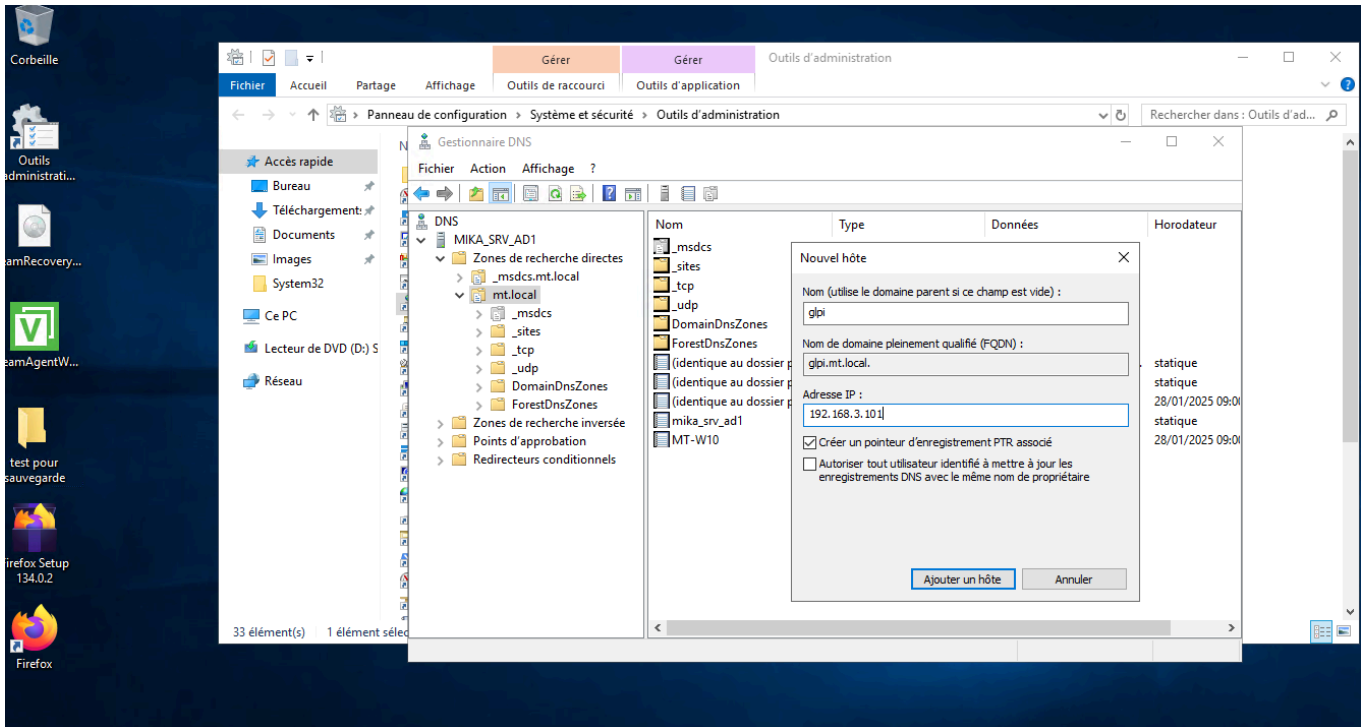 Corbeille
Outils
administrati...
eamRecovery...
eamAgentW...
test pour
sauvegarde
Firefox Setup
134.0.2
Firefox
Gérer
Gérer
Outils d'administration
Fichier
Accueil
Partage
Affichage
Outils de raccourci
Outils d'application
Panneau de configuration > Système et sécurité > Outils d'administration
Rechercher dans : Outils d'ad...
Accès rapide
Bureau
Téléchargement:
Documents
Images
System32
Ce PC
Lecteur de DVD (D:) S
Réseau
33 élément(s)
1 élément sélec
N
Gestionnaire DNS
Fichier
Action
Affichage
?
DNS
MIKA_SRV_AD1
Zones de recherche directes
_msdcs.mt.local
mt.local
_msdcs
_sites
_tcp
_udp
DomainDnsZones
ForestDnsZones
Zones de recherche inversée
Points d'approbation
Redirecteurs conditionnels
Nom
Type
Données
Horodateur
_msdcs
_sites
_tcp
_udp
DomainDnsZones
ForestDnsZones
(identique au dossier p
. statique
(identique au dossier p
statique
(identique au dossier p
28/01/2025 09:00
mika_srv_ad1
statique
MT-W10
28/01/2025 09:00
Nouvel hôte
Nom (utilise le domaine parent si ce champ est vide) :
glpi
Nom de domaine pleinement qualifié (FQDN) :
glpi.mt.local.
Adresse IP :
192.168.3.101
Créer un pointeur d'enregistrement PTR associé
Autoriser tout utilisateur identifié à mettre à jour les
enregistrements DNS avec le même nom de propriétaire
Ajouter un hôte
Annuler